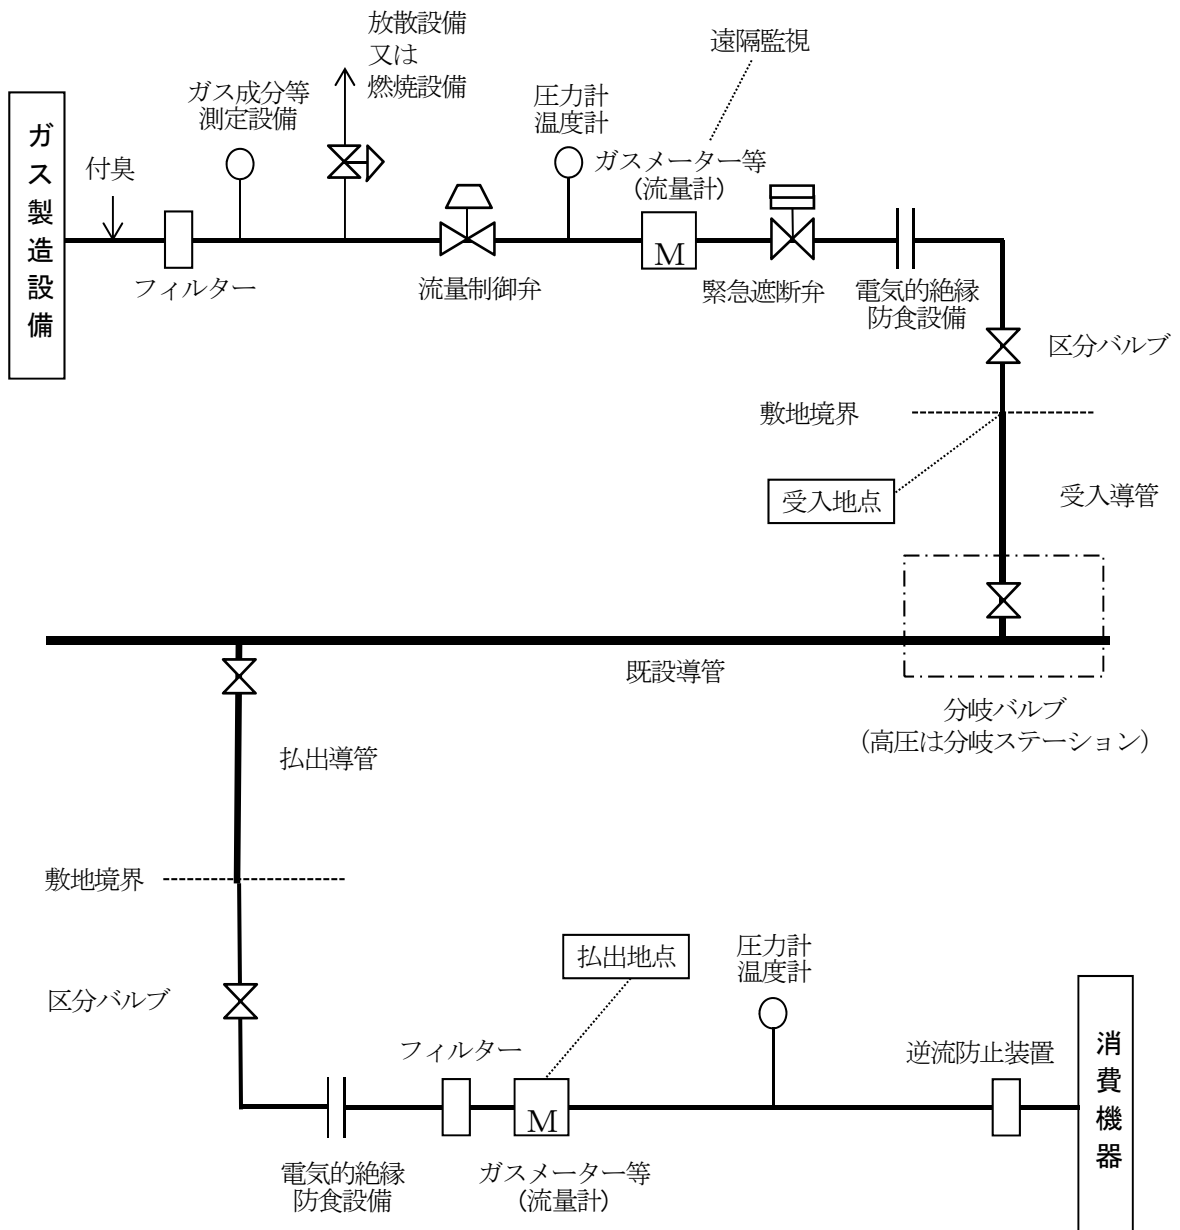 放散設備
又は
燃焼設備
遠隔監視
ガス成分等
測定設備
圧力計
温度計
ガスメーター等
(流量計)
ガス製造設備
付臭
M
フィルター
流量制御弁
緊急遮断弁
電気的絶縁
防食設備
区分バルブ
敷地境界
受入地点
受入導管
既設導管
分岐バルブ
(高圧は分岐ステーション)
払出導管
敷地境界
払出地点
圧力計
温度計
区分バルブ
フィルター
逆流防止装置
消費機器
M
電気的絶縁
防食設備
ガスメーター等
(流量計)